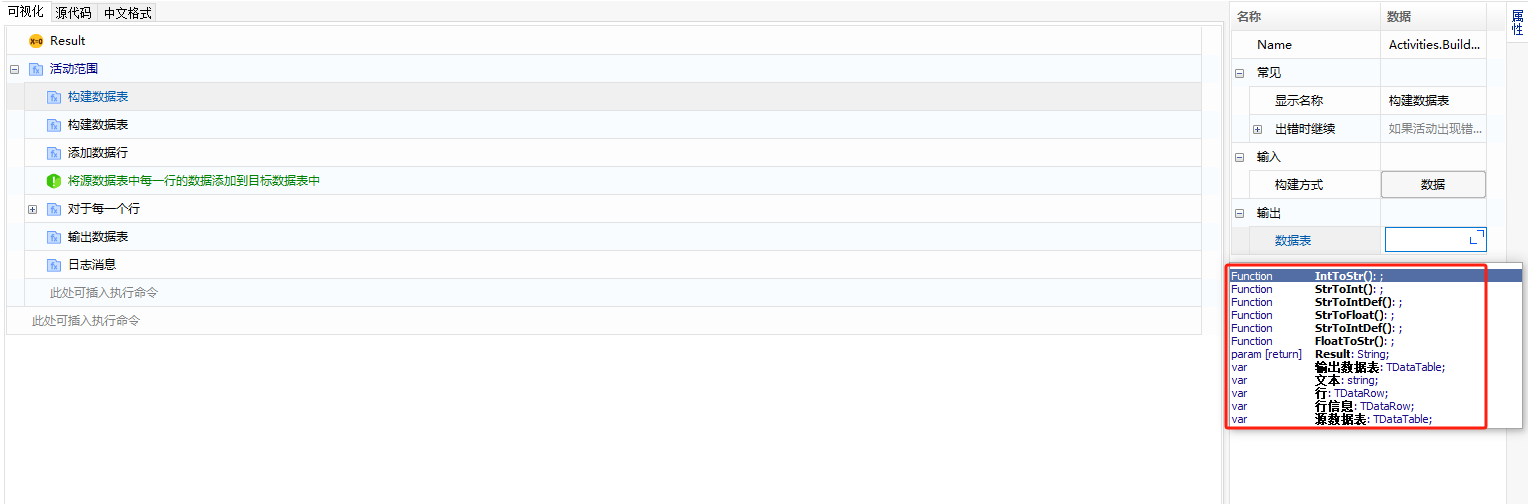 可视化 源代码 中文格式
Result
活动范围
构建数据表
构建数据表
添加数据行
将源数据表中每一行的数据添加到目标数据表中
对于每一个行
输出数据表
日志消息
此处可插入执行命令
此处可插入执行命令
名称 数据
Name Activities.Build...
常见
显示名称 构建数据表
出错时继续 如果活动出现错...
输入
构建方式 数据
输出
数据表
Function IntToStr(): ;
Function StrToInt(): ;
Function StrToIntDef(): ;
Function StrToFloat(): ;
Function StrToIntDef(): ;
Function FloatToStr(): ;
param [return] Result: String;
var 输出数据表: TDataTable;
var 文本: string;
var 行: TDataRow;
var 行信息: TDataRow;
var 源数据表: TDataTable;
属性